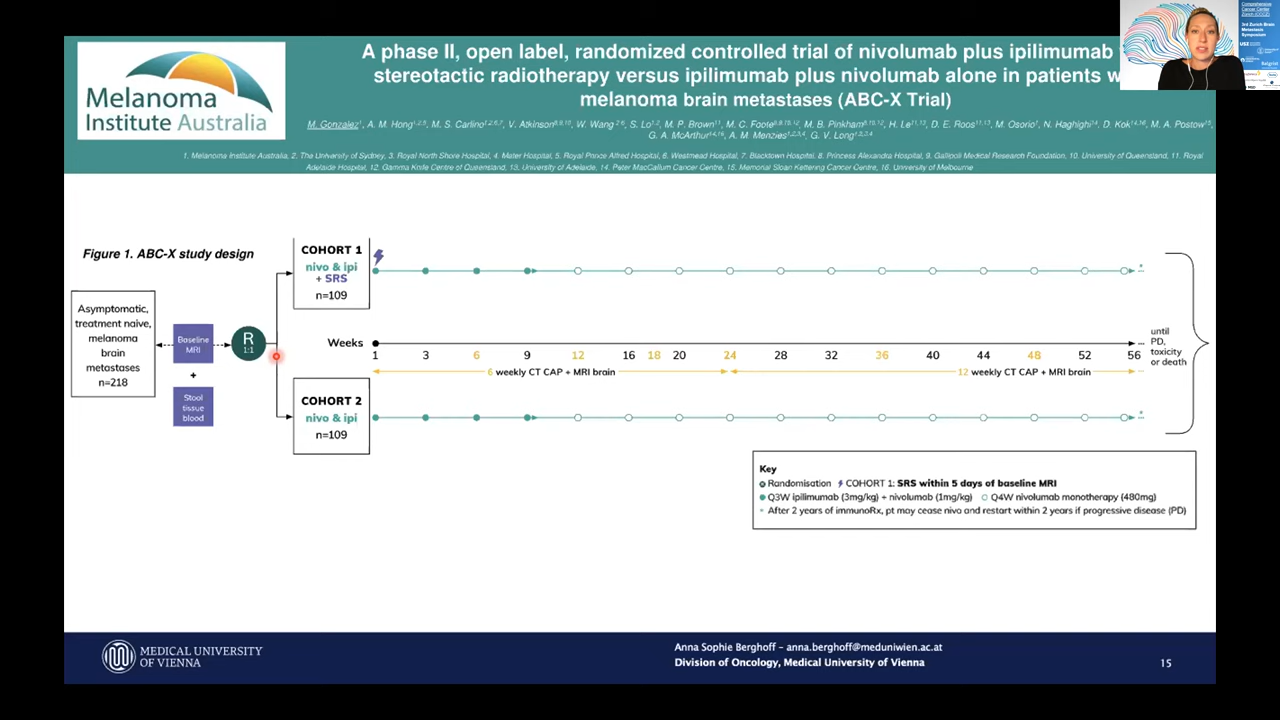 Comprehensive
Cancer Center
Zürich (CCCZ)
3rd Zurich Brain
Metastasis
Symposium
USZ
Melanoma
Institute Australia
A phase II, open label, randomized controlled trial of nivolumab plus ipilimumab
stereotactic radiotherapy versus ipilimumab plus nivolumab alone in patients w
melanoma brain metastases (ABC-X Trial)
M. Gonzalez, A. M. Hong, M. S. Carlino, V. Atkinson, W. Wang, S. Lo, M. P. Brown, M. C. Foote, M. B. Pinkham, H. Le, D. E. Roos, M. Osorio, N. Haghighi, D. Kok, M. A. Postow,
G. A. McArthur, A. M. Menzies, G. V. Long
1. Melanoma Institute Australia, 2. The University of Sydney, 3. Royal North Shore Hospital, 4. Mater Hospital, 5. Royal Prince Alfred Hospital, 6. Westmead Hospital, 7. Blacktown Hospital, 8. Princess Alexandra Hospital, 9. Gallipoli Medical Research Foundation, 10. University of Queensland, 11. Royal
Adelaide Hospital, 12. Gamma Knife Centre of Queensland, 13. University of Adelaide, 14. Peter MacCallum Cancer Centre, 15. Memorial Sloan Kettering Cancer Centre, 16. University of Melbourne
Figure 1. ABC-X study design
Asymptomatic,
treatment naive,
melanoma
brain
metastases
n=218
Baseline
MRI
+
Stool
tissue
blood
R
1:1
COHORT 1
nivo & ipi
+ SRS
n=109
Weeks
1 3 6 9 12 16 18 20 24 28 32 36 40 44 48 52 56
6 weekly CT CAP + MRI brain
12 weekly CT CAP + MRI brain
until
PD,
toxicity
or death
COHORT 2
nivo & ipi
n=109
Key
Randomisation COHORT 1: SRS within 5 days of baseline MRI
Q3W ipilimumab (3mg/kg) + nivolumab (1mg/kg) Q4W nivolumab monotherapy (480mg)
* After 2 years of immunoRx, pt may cease nivo and restart within 2 years if progressive disease (PD)
MEDICAL UNIVERSITY
OF VIENNA
Anna Sophie Berghoff – anna.berghoff@meduniwien.ac.at
Division of Oncology, Medical University of Vienna
15